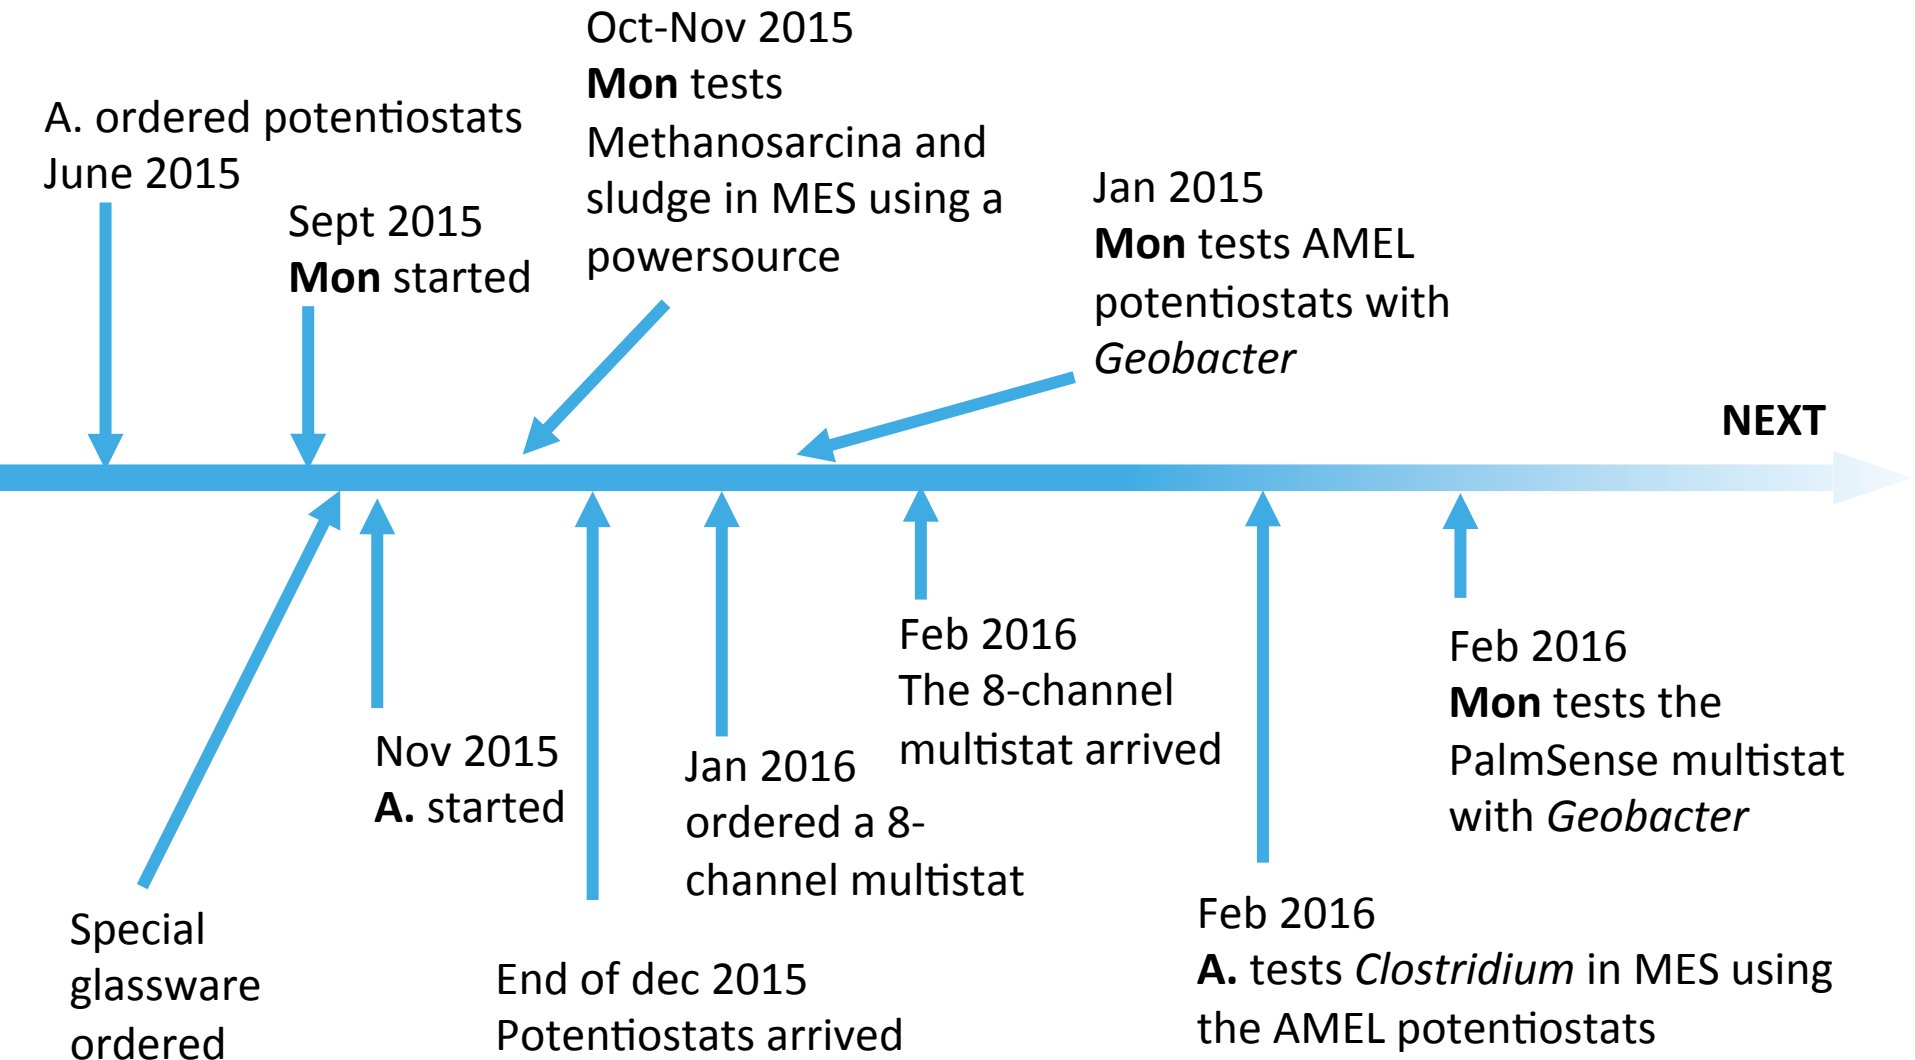 A. ordered potentiostats
June 2015
Sept 2015
Mon started
Oct-Nov 2015
Mon tests
Methanosarcina and
sludge in MES using a
powersource
Jan 2015
Mon tests AMEL
potentiostats with
Geobacter
NEXT
Special
glassware
ordered
Nov 2015
A. started
End of dec 2015
Potentiostats arrived
Jan 2016
ordered a 8-
channel multistat
Feb 2016
The 8-channel
multistat arrived
Feb 2016
A. tests Clostridium in MES using
the AMEL potentiostats
Feb 2016
Mon tests the
PalmSense multistat
with Geobacter